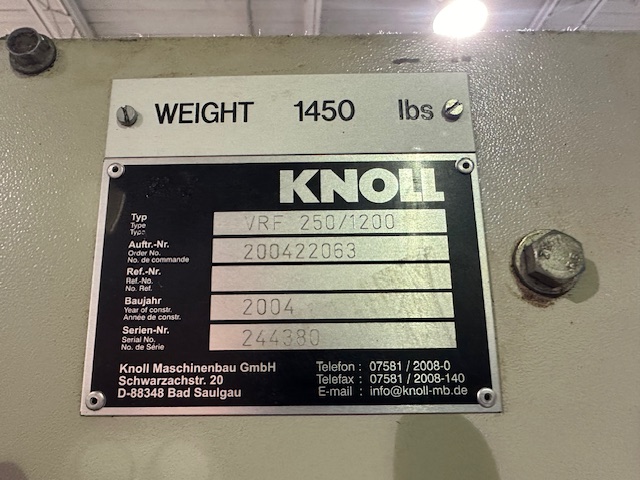 WEIGHT 1450 lbs
KNOLL
Typ VRF 250/1200
Type
Type
Auftr.-Nr. 200422063
Order No.
No. de commande
Ref.-Nr.
Ref.-No.
No. Ref.
Baujahr 2004
Year of constr.
Année de constr.
Serien-Nr. 244380
Serial No.
No. de Série
Knoll Maschinenbau GmbH Telefon : 07581 / 2008-0
Schwarzachstr. 20 Telefax : 07581 / 2008-140
D-88348 Bad Saulgau E-mail : info@knoll-mb.de